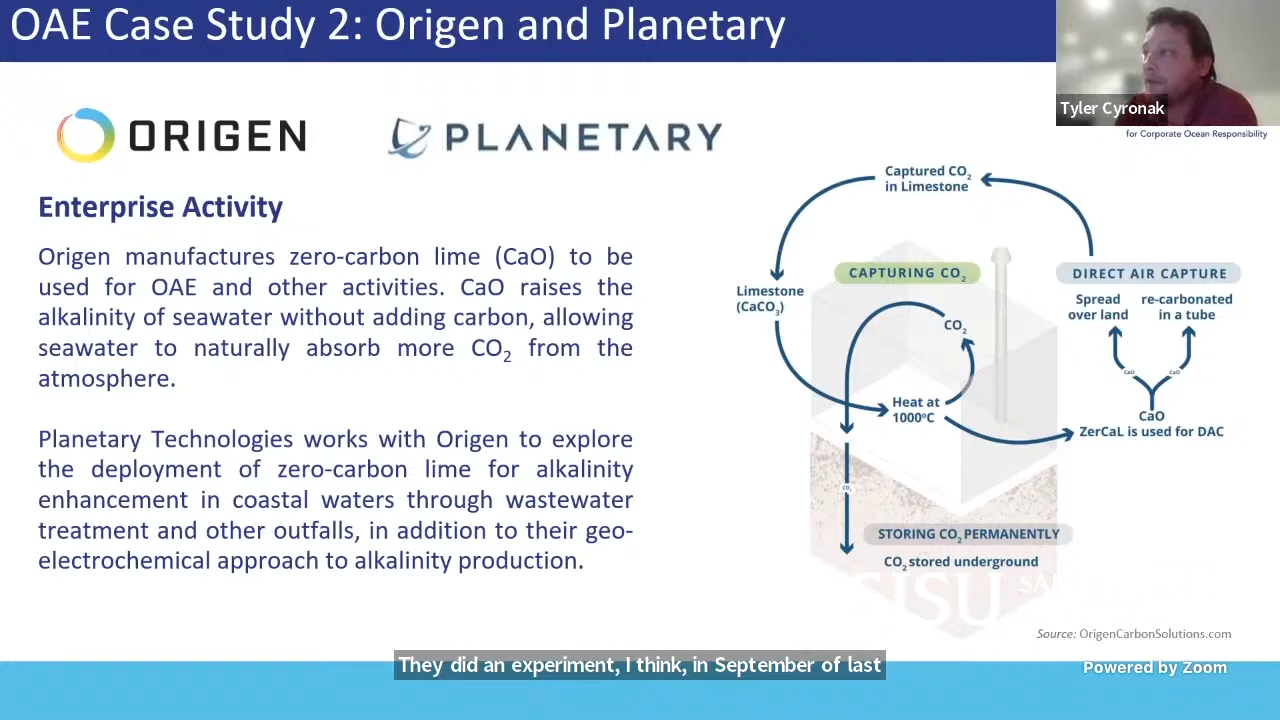 OAE Case Study 2: Origen and Planetary
Tyler Cyronak
for Corporate Ocean Responsibility
ORIGEN
PLANETARY
Enterprise Activity
Origen manufactures zero-carbon lime (CaO) to be
used for OAE and other activities. CaO raises the
alkalinity of seawater without adding carbon, allowing
seawater to naturally absorb more CO2 from the
atmosphere.
Planetary Technologies works with Origen to explore
the deployment of zero-carbon lime for alkalinity
enhancement in coastal waters through wastewater
treatment and other outfalls, in addition to their geo-
electrochemical approach to alkalinity production.
Captured CO2
in Limestone
CAPTURING CO2
DIRECT AIR CAPTURE
Limestone
(CaCO3)
Spread
over land
re-carbonated
in a tube
CO2
CaO
CaO
Heat at
1000ºC
CaO
ZerCaL is used for DAC
CO2
STORING CO2 PERMANENTLY
CO2 stored underground
SJSU
Source: OrigenCarbonSolutions.com
They did an experiment, I think, in September of last
Powered by Zoom